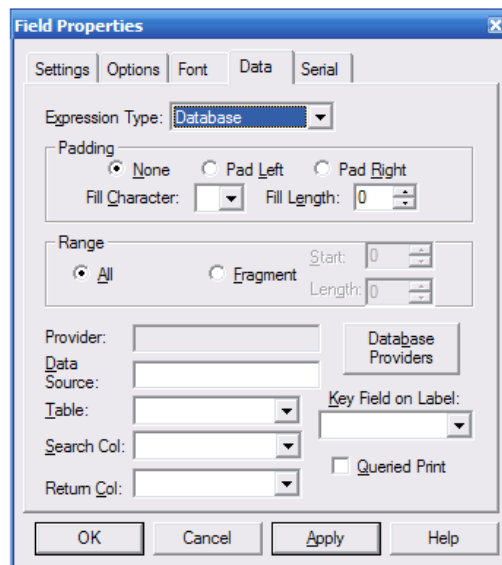 Field Properties
Settings Options Font Data Serial
Expression Type: Database
Padding
None Pad Left Pad Right
Fill Character: Fill Length: 0
Range
All Fragment
Start: 0
Length: 0
Provider:
Database Providers
Data Source:
Table:
Key Field on Label:
Search Col:
Queried Print
Return Col:
OK Cancel Apply Help